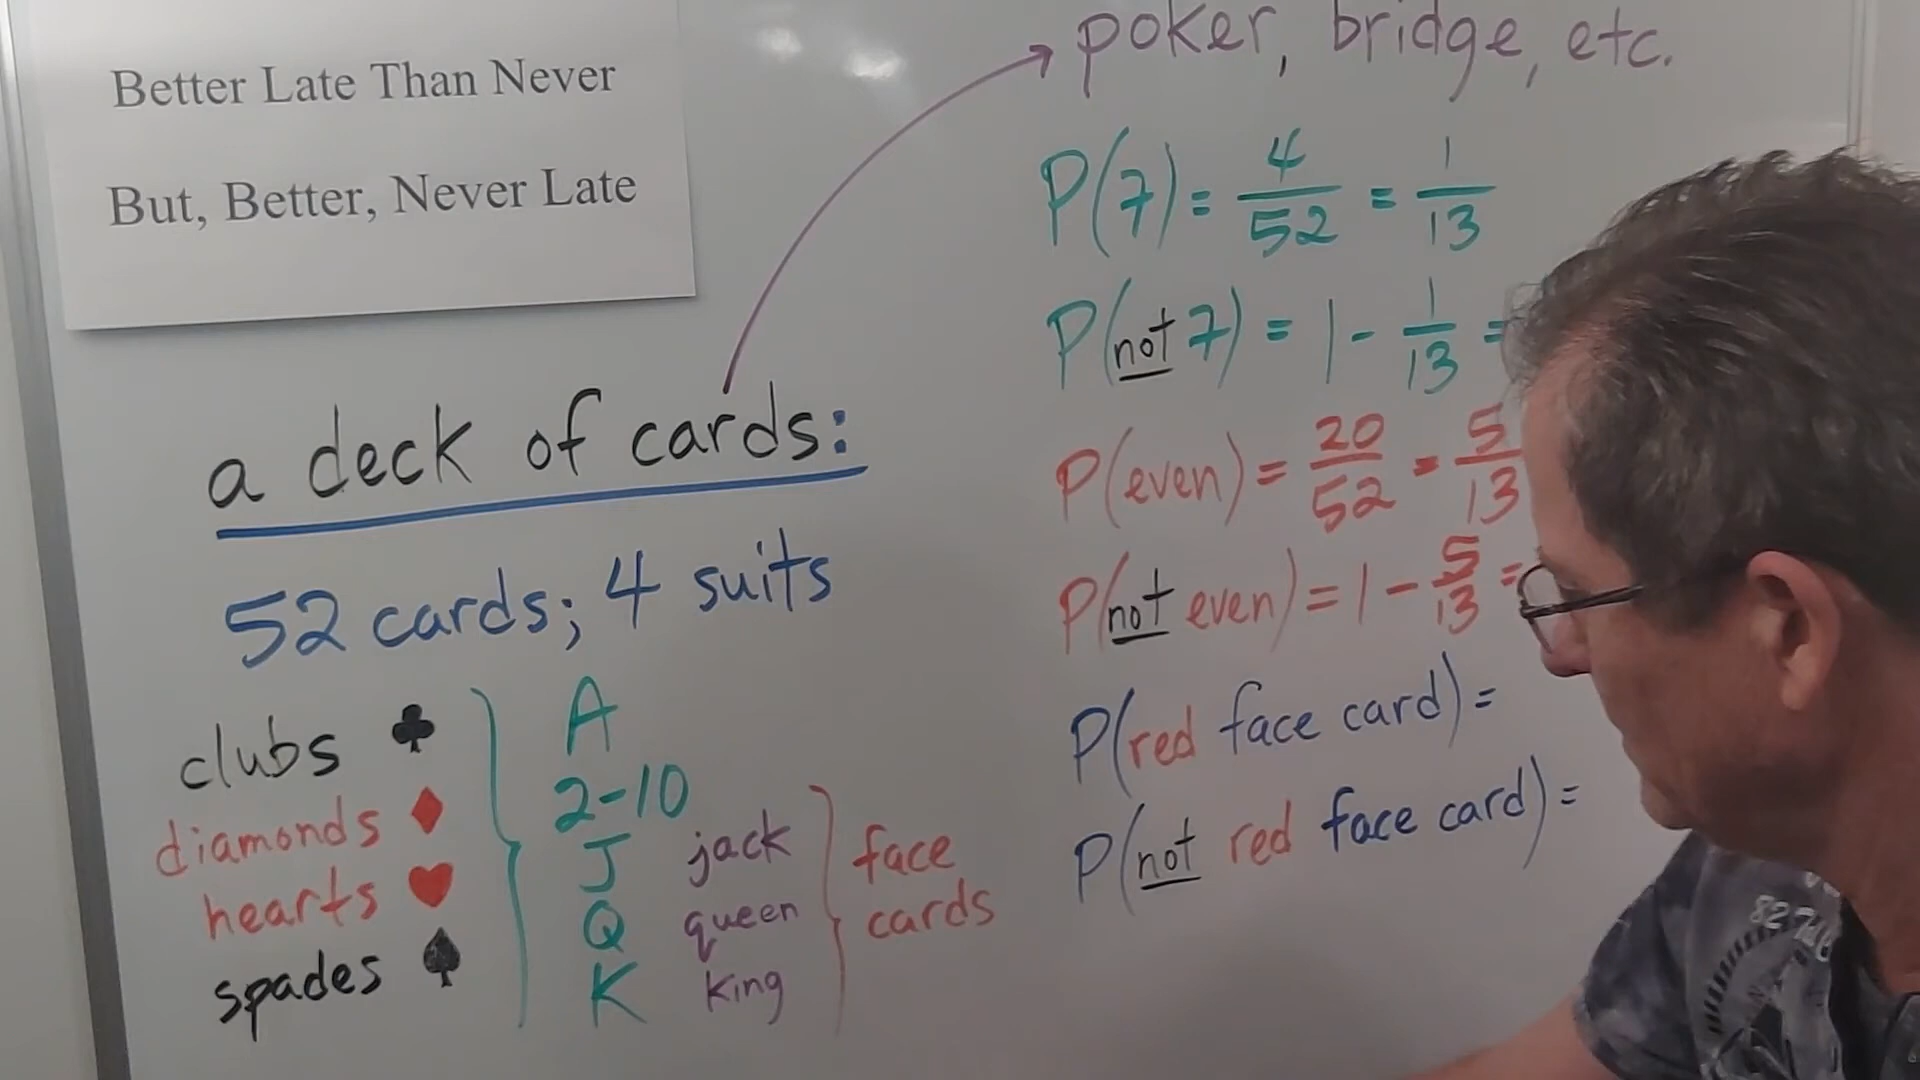 Better Late Than Never
But, Better, Never Late
a deck of cards:
52 cards; 4 suits
clubs ♣
diamonds ♦
hearts ♥
spades ♠
A
2-10
J jack
Q queen
K king
face
cards
poker, bridge, etc.
P(7) = 4/52 = 1/13
P(not 7) = 1 - 1/13 =
P(even) = 20/52 = 5/13
P(not even) = 1 - 5/13 =
P(red face card) =
P(not red face card) =